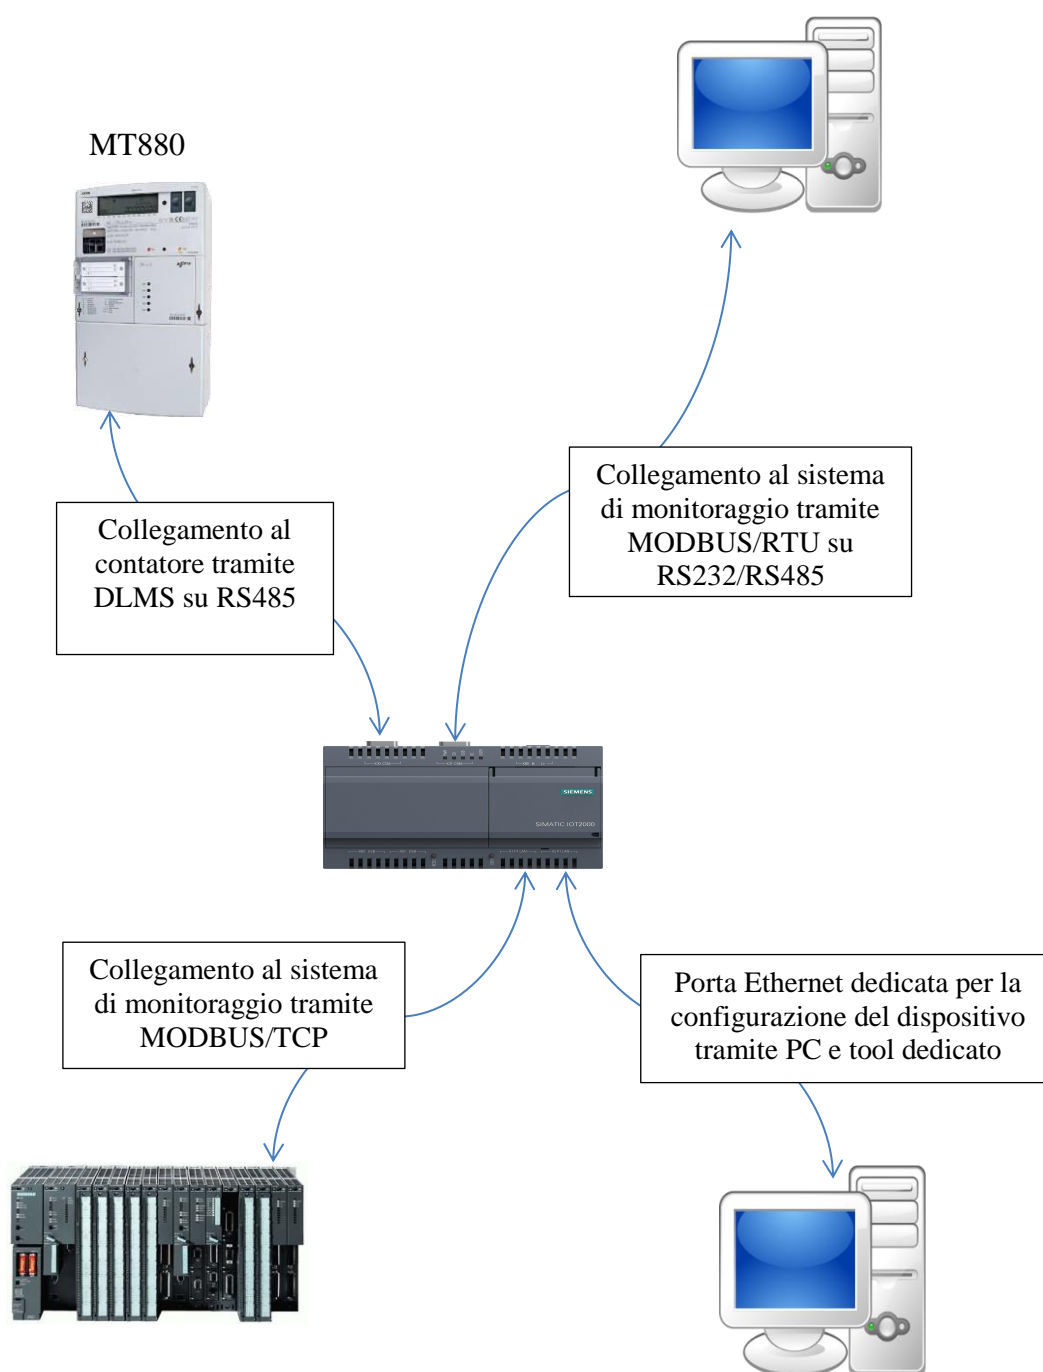 MT880
Collegamento al sistema
di monitoraggio tramite
MODBUS/RTU su
RS232/RS485
Collegamento al
contatore tramite
DLMS su RS485
SIEMENS
SIMATIC IOT2000
Collegamento al sistema
di monitoraggio tramite
MODBUS/TCP
Porta Ethernet dedicata per la
configurazione del dispositivo
tramite PC e tool dedicato